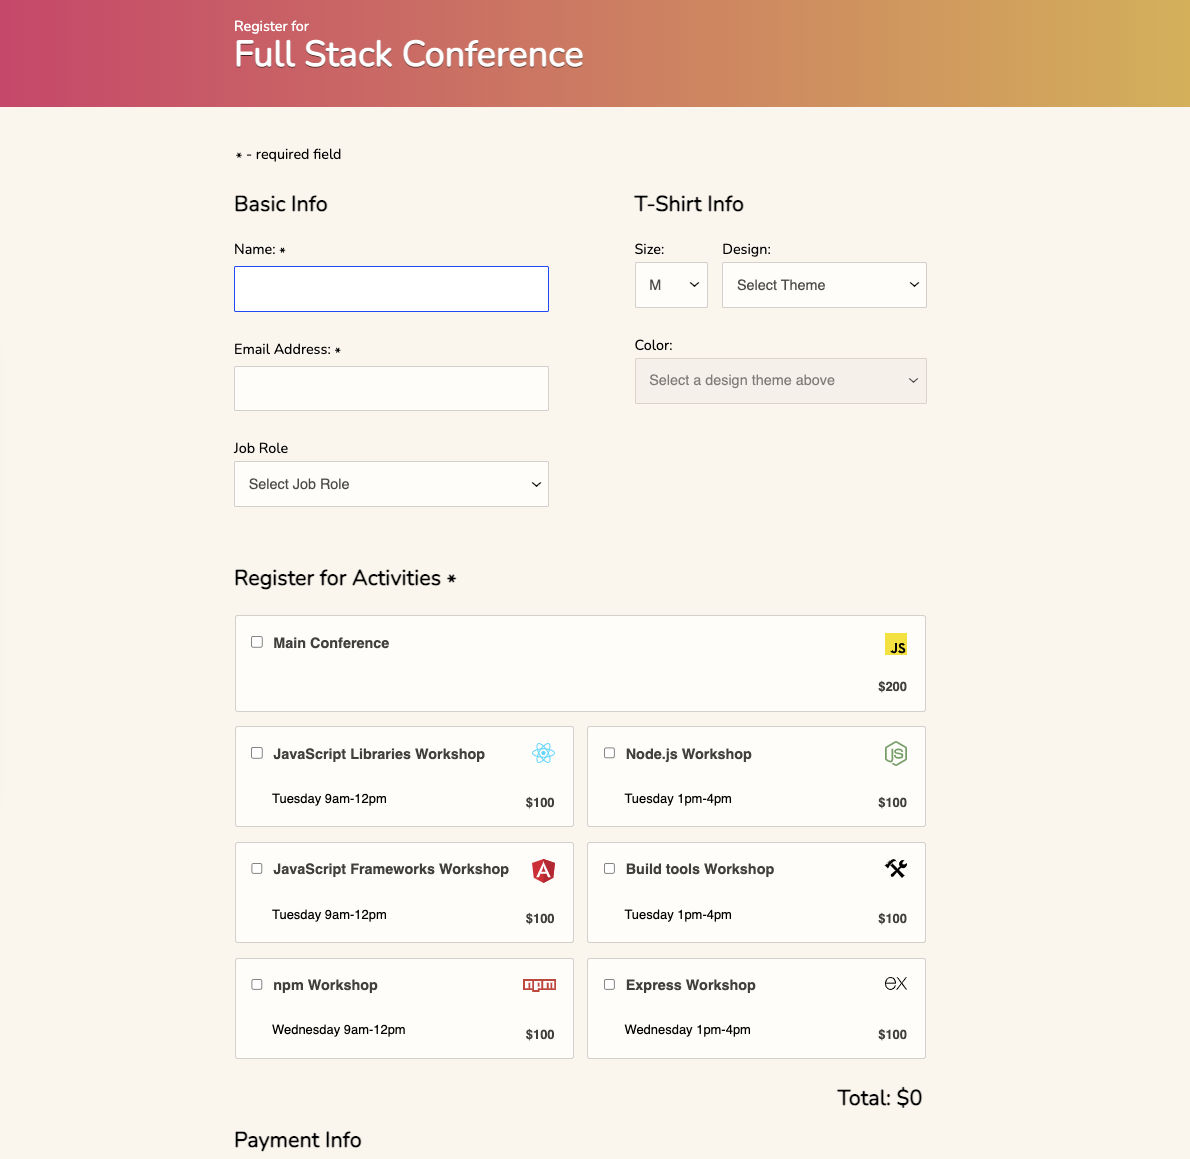 Register for
Full Stack Conference
* - required field
Basic Info
Name: *
Email Address: *
Job Role
Select Job Role
T-Shirt Info
Size:
Design:
M
Select Theme
Color:
Select a design theme above
Register for Activities *
Main Conference
JS
$200
JavaScript Libraries Workshop
Tuesday 9am-12pm
$100
Node.js Workshop
JS
Tuesday 1pm-4pm
$100
JavaScript Frameworks Workshop
A
Tuesday 9am-12pm
$100
Build tools Workshop
Tuesday 1pm-4pm
$100
npm Workshop
npm
Wednesday 9am-12pm
$100
Express Workshop
ex
Wednesday 1pm-4pm
$100
Total: $0
Payment Info